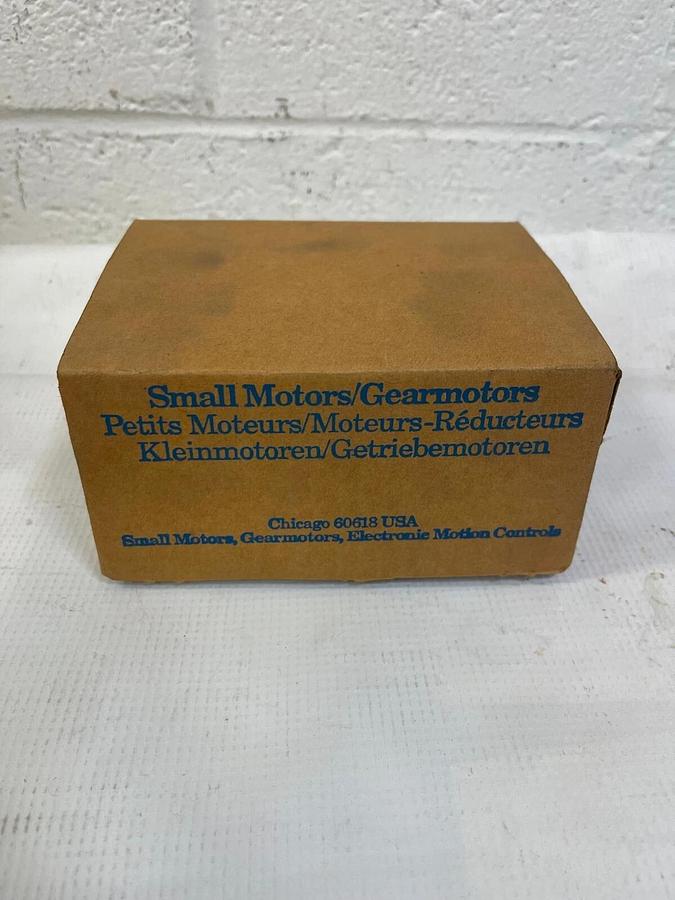 Small Motors/Gearmotors
Petits Moteurs/Moteurs-Réducteurs
Kleinmotoren/Getriebemotoren
Chicago 60618 USA
Small Motors, Gearmotors, Electronic Motion Controls